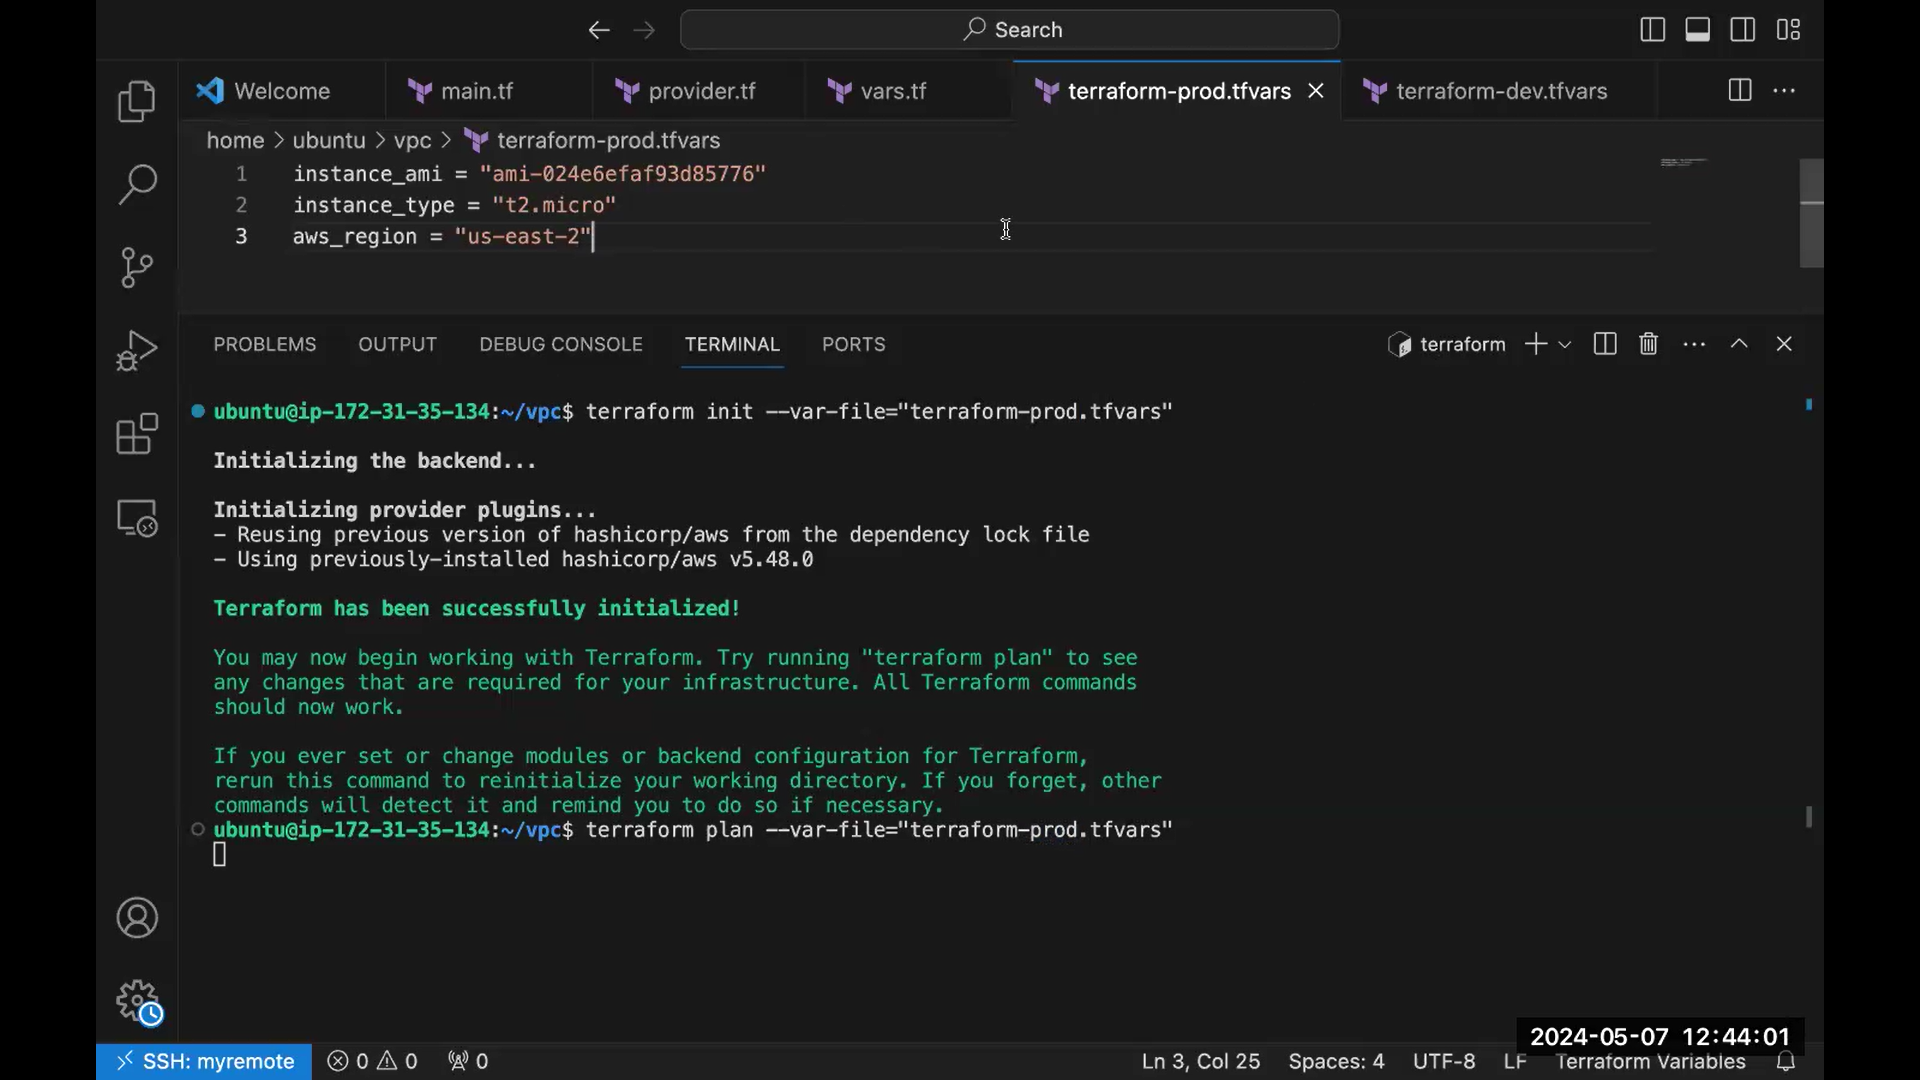 Search
Welcome
main.tf
provider.tf
vars.tf
terraform-prod.tfvars
terraform-dev.tfvars
home > ubuntu > vpc > terraform-prod.tfvars
1 instance_ami = "ami-024e6efaf93d85776"
2 instance_type = "t2.micro"
3 aws_region = "us-east-2"
PROBLEMS OUTPUT DEBUG CONSOLE TERMINAL PORTS
terraform
ubuntu@ip-172-31-35-134:~/vpc$ terraform init --var-file="terraform-prod.tfvars"
Initializing the backend...
Initializing provider plugins...
- Reusing previous version of hashicorp/aws from the dependency lock file
- Using previously-installed hashicorp/aws v5.48.0
Terraform has been successfully initialized!
You may now begin working with Terraform. Try running "terraform plan" to see
any changes that are required for your infrastructure. All Terraform commands
should now work.
If you ever set or change modules or backend configuration for Terraform,
rerun this command to reinitialize your working directory. If you forget, other
commands will detect it and remind you to do so if necessary.
ubuntu@ip-172-31-35-134:~/vpc$ terraform plan --var-file="terraform-prod.tfvars"
2024-05-07 12:44:01
SSH: myremote 0 0 0 Ln 3, Col 25 Spaces: 4 UTF-8 LF Terraform Variables